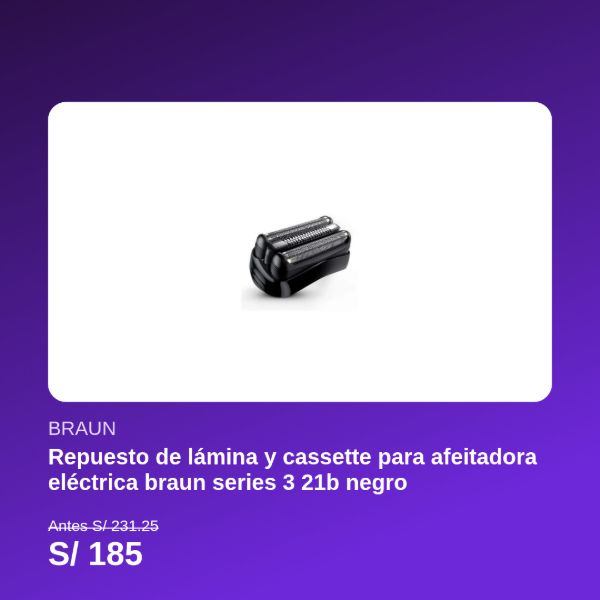 BRAUN
Repuesto de lámina y cassette para afeitadora
eléctrica braun series 3 21b negro
Antes S/ 231.25
S/ 185